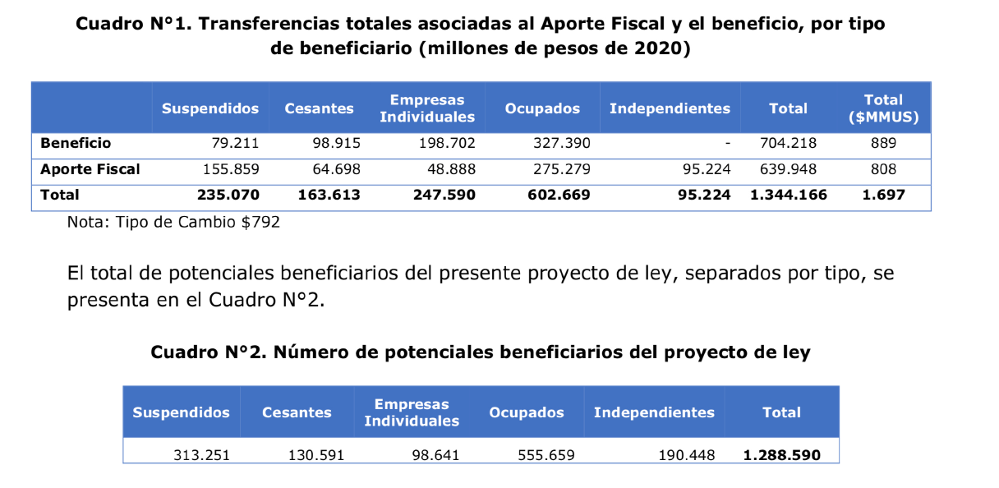 Cuadro N°1. Transferencias totales asociadas al Aporte Fiscal y el beneficio, por tipo
de beneficiario (millones de pesos de 2020)
Suspendidos Cesantes Empresas Individuales Ocupados Independientes Total Total ($MMUS)
Beneficio 79.211 98.915 198.702 327.390 - 704.218 889
Aporte Fiscal 155.859 64.698 48.888 275.279 95.224 639.948 808
Total 235.070 163.613 247.590 602.669 95.224 1.344.166 1.697
Nota: Tipo de Cambio $792
El total de potenciales beneficiarios del presente proyecto de ley, separados por tipo, se
presenta en el Cuadro N°2.
Cuadro N°2. Número de potenciales beneficiarios del proyecto de ley
Suspendidos Cesantes Empresas Individuales Ocupados Independientes Total
313.251 130.591 98.641 555.659 190.448 1.288.590